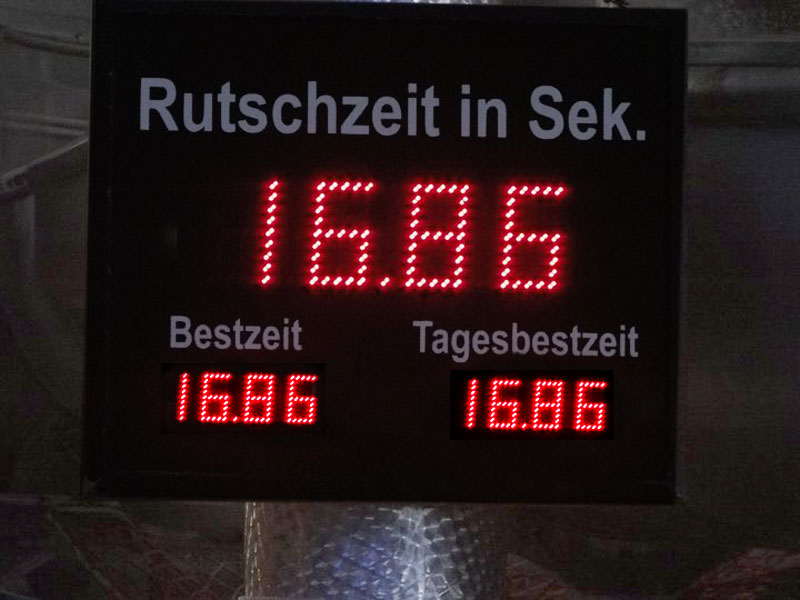 Rutschzeit in Sek.
16.86
Bestzeit Tagesbestzeit
16.86 16.86